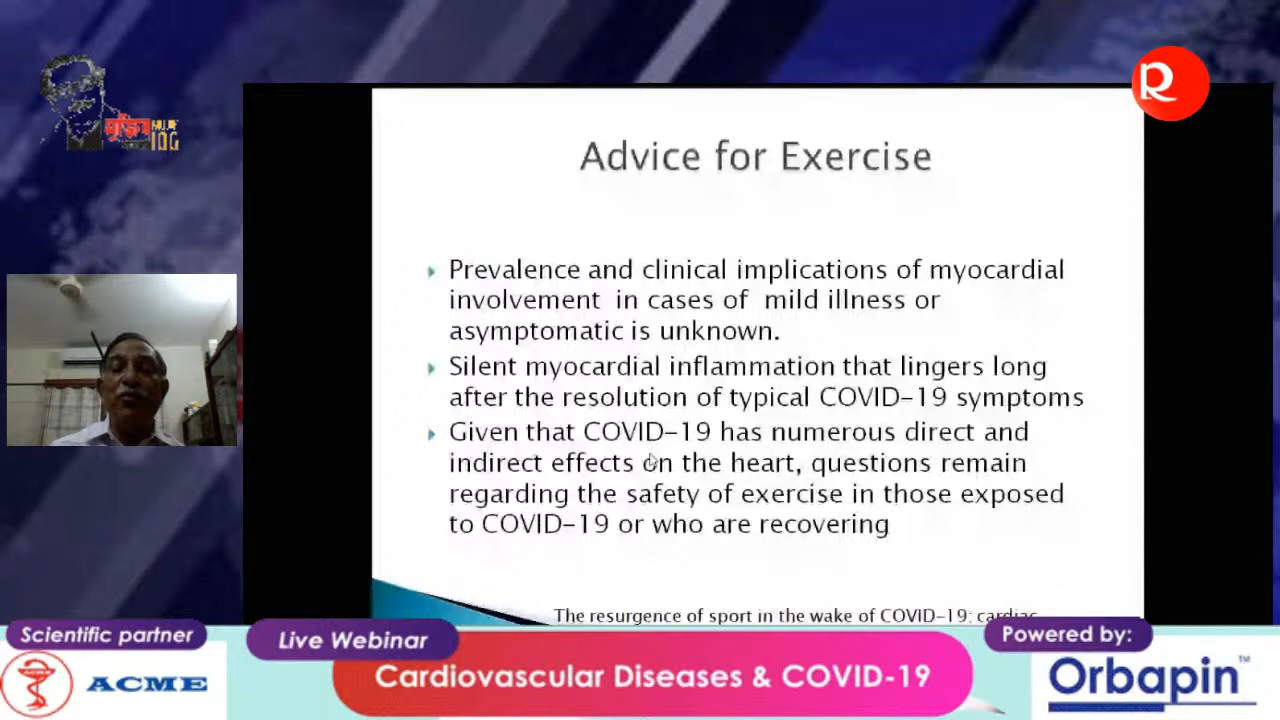 মুজিব
100
R
Advice for Exercise
Prevalence and clinical implications of myocardial
involvement in cases of mild illness or
asymptomatic is unknown.
Silent myocardial inflammation that lingers long
after the resolution of typical COVID-19 symptoms
Given that COVID-19 has numerous direct and
indirect effects on the heart, questions remain
regarding the safety of exercise in those exposed
to COVID-19 or who are recovering
The resurgence of sport in the wake of COVID-19: cardiac
Scientific partner
ACME
Live Webinar
Cardiovascular Diseases & COVID-19
Powered by:
Orbapin™